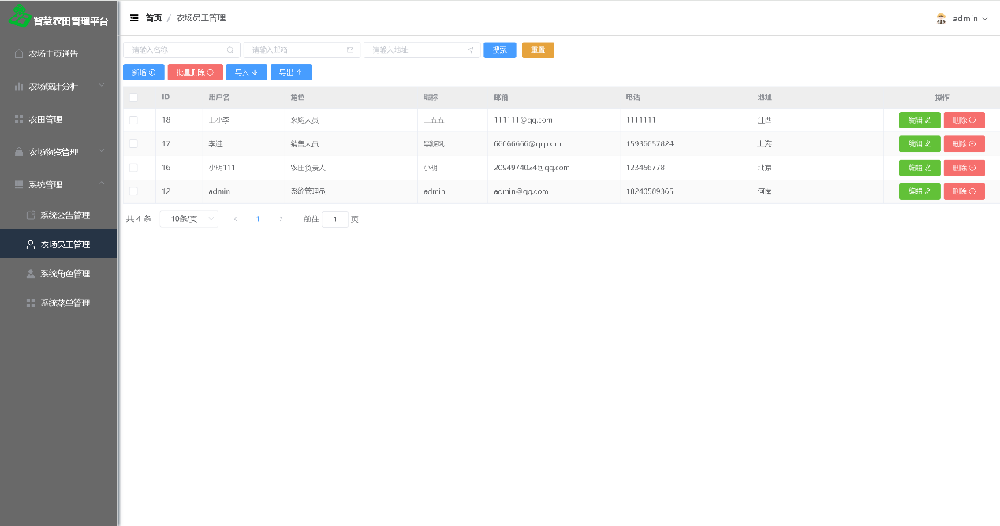 智慧农田管理平台
农场主页通告
农场统计分析
农田管理
农场物资管理
系统管理
系统公告管理
农场员工管理
系统角色管理
系统菜单管理
首页 / 农场员工管理
admin
请输入名称 请输入邮箱 请输入地址 搜索 重置
新增 批量删除 导入 导出
ID 用户名 角色 昵称 邮箱 电话 地址 操作
18 王小李 采购人员 王五五 111111@qq.com 1111111 江西 编辑 删除
17 李逵 销售人员 黑旋风 66666666@qq.com 15936657824 上海 编辑 删除
16 小明111 农田负责人 小明 2094974024@qq.com 123456778 北京 编辑 删除
12 admin 系统管理员 admin admin@qq.com 18240589365 河南 编辑 删除
共 4 条 10条/页 1 前往 1 页